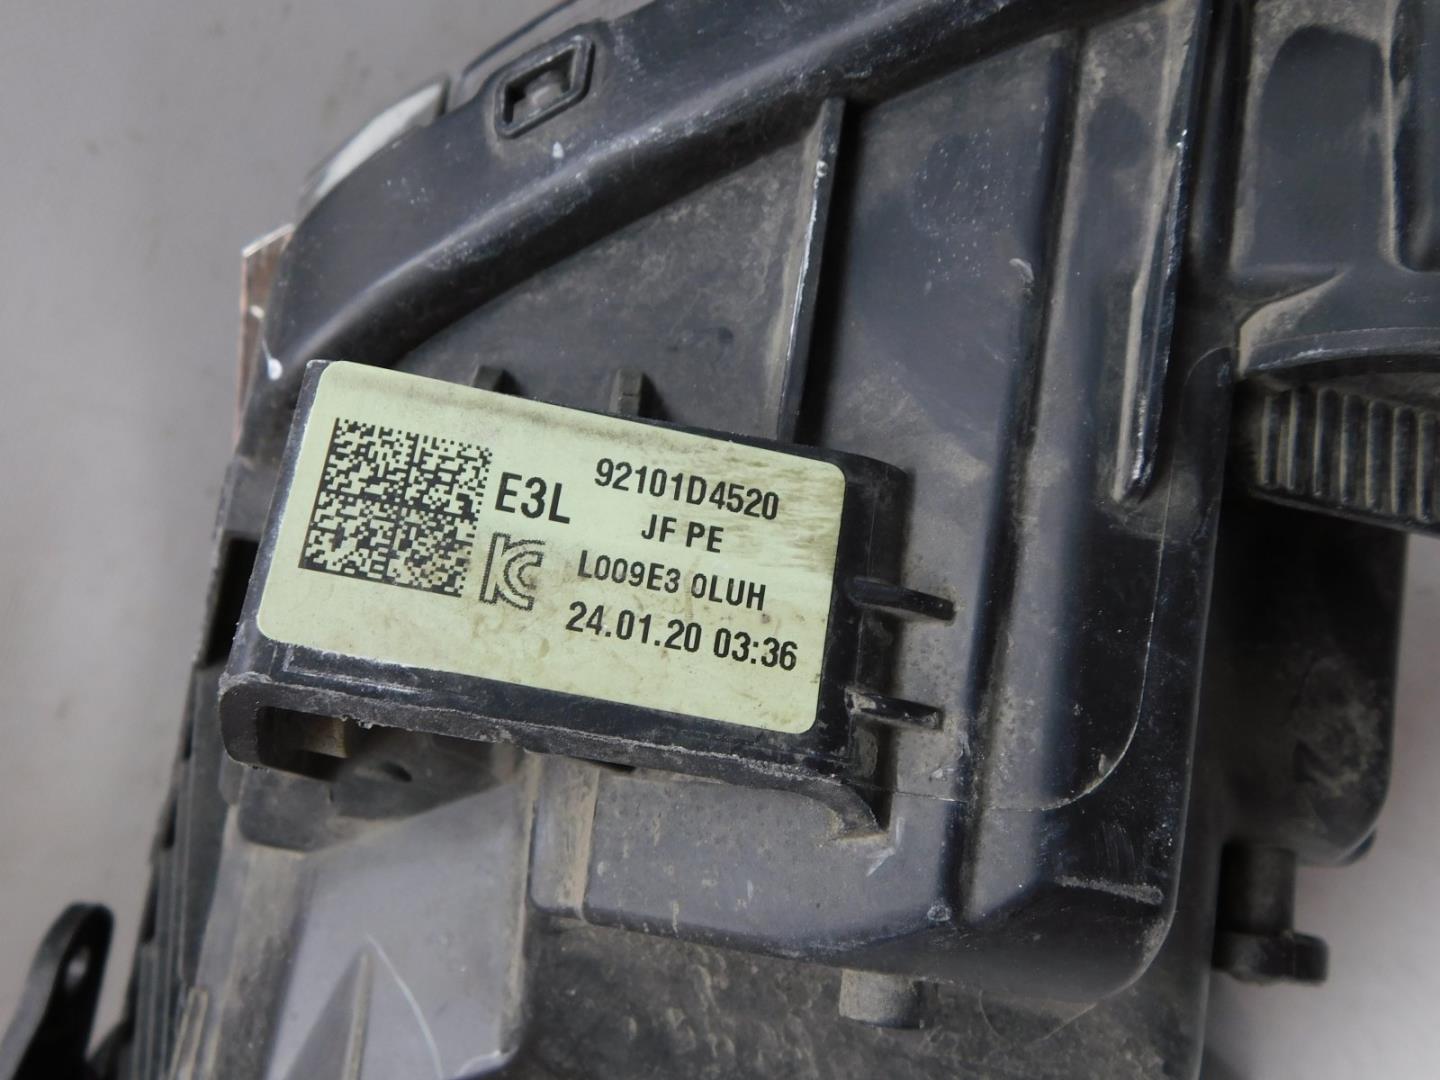 E3L
92101D4520
JF PE
L009E3 0LUH
24.01.20 03:36